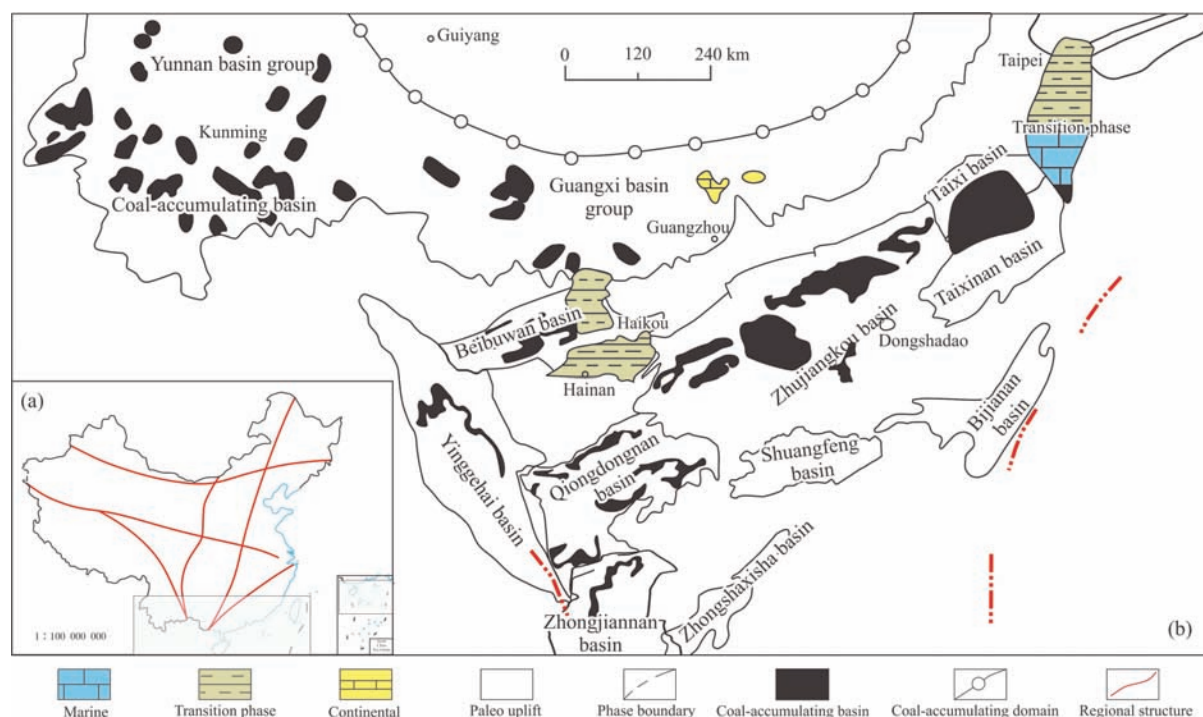 Guiyang
0 120 240 km
Taipei
Yunnan basin group
Kunming
Transition phase
Taixi basin
Guangxi basin
group
Coal-accumulating basin
Guangzhou
Taixinan basin
Beibuwan basin
Haikou
Zhujiangkou basin
Dongshadao
Hainan
(a)
Bijianan
basin
Yinggehai basin
Qiongdongnan
basin
Shuangfeng
basin
Zhongshaxisha-basin
1:100 000 000
Zhongjiannan
basin
(b)
Marine
Transition phase
Continental
Paleo uplift
Phase boundary
Coal-accumulating basin
Coal-accumulating domain
Regional structure